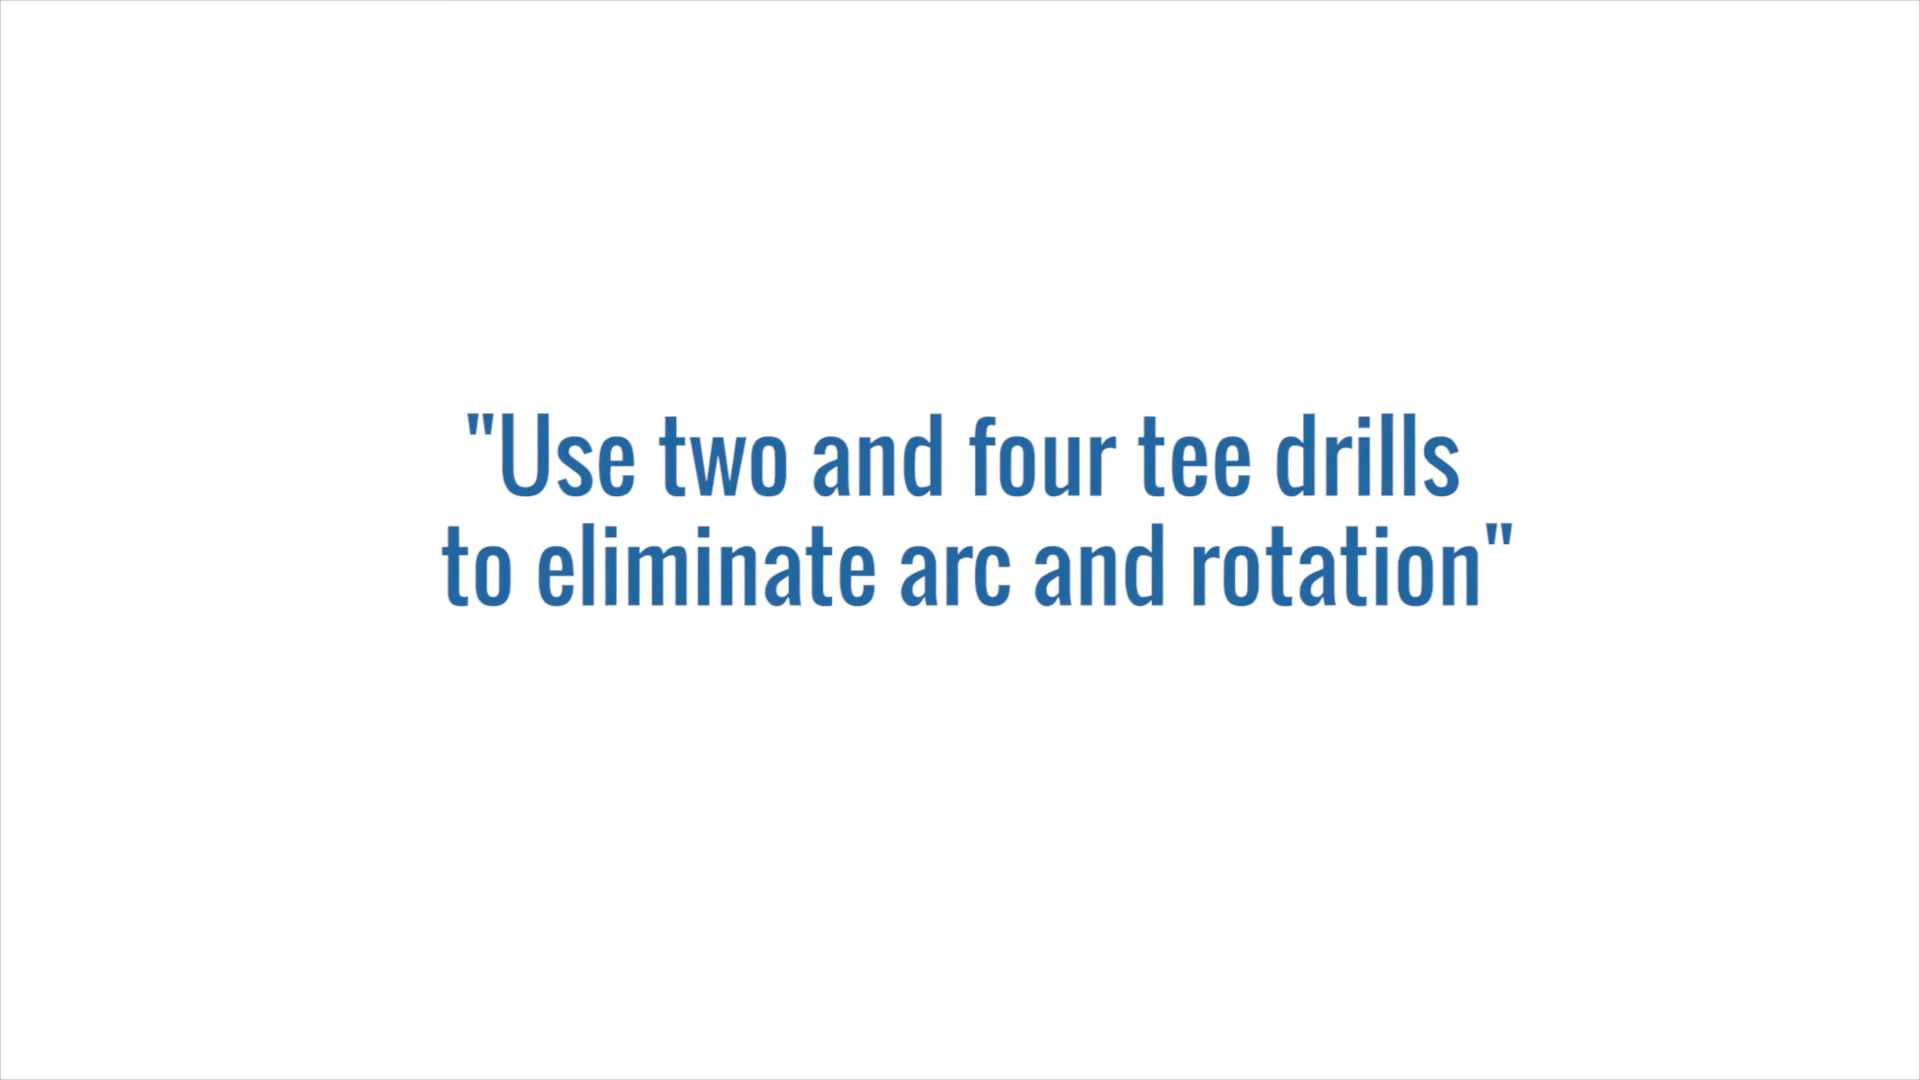 "Use two and four tee drills
to eliminate arc and rotation"